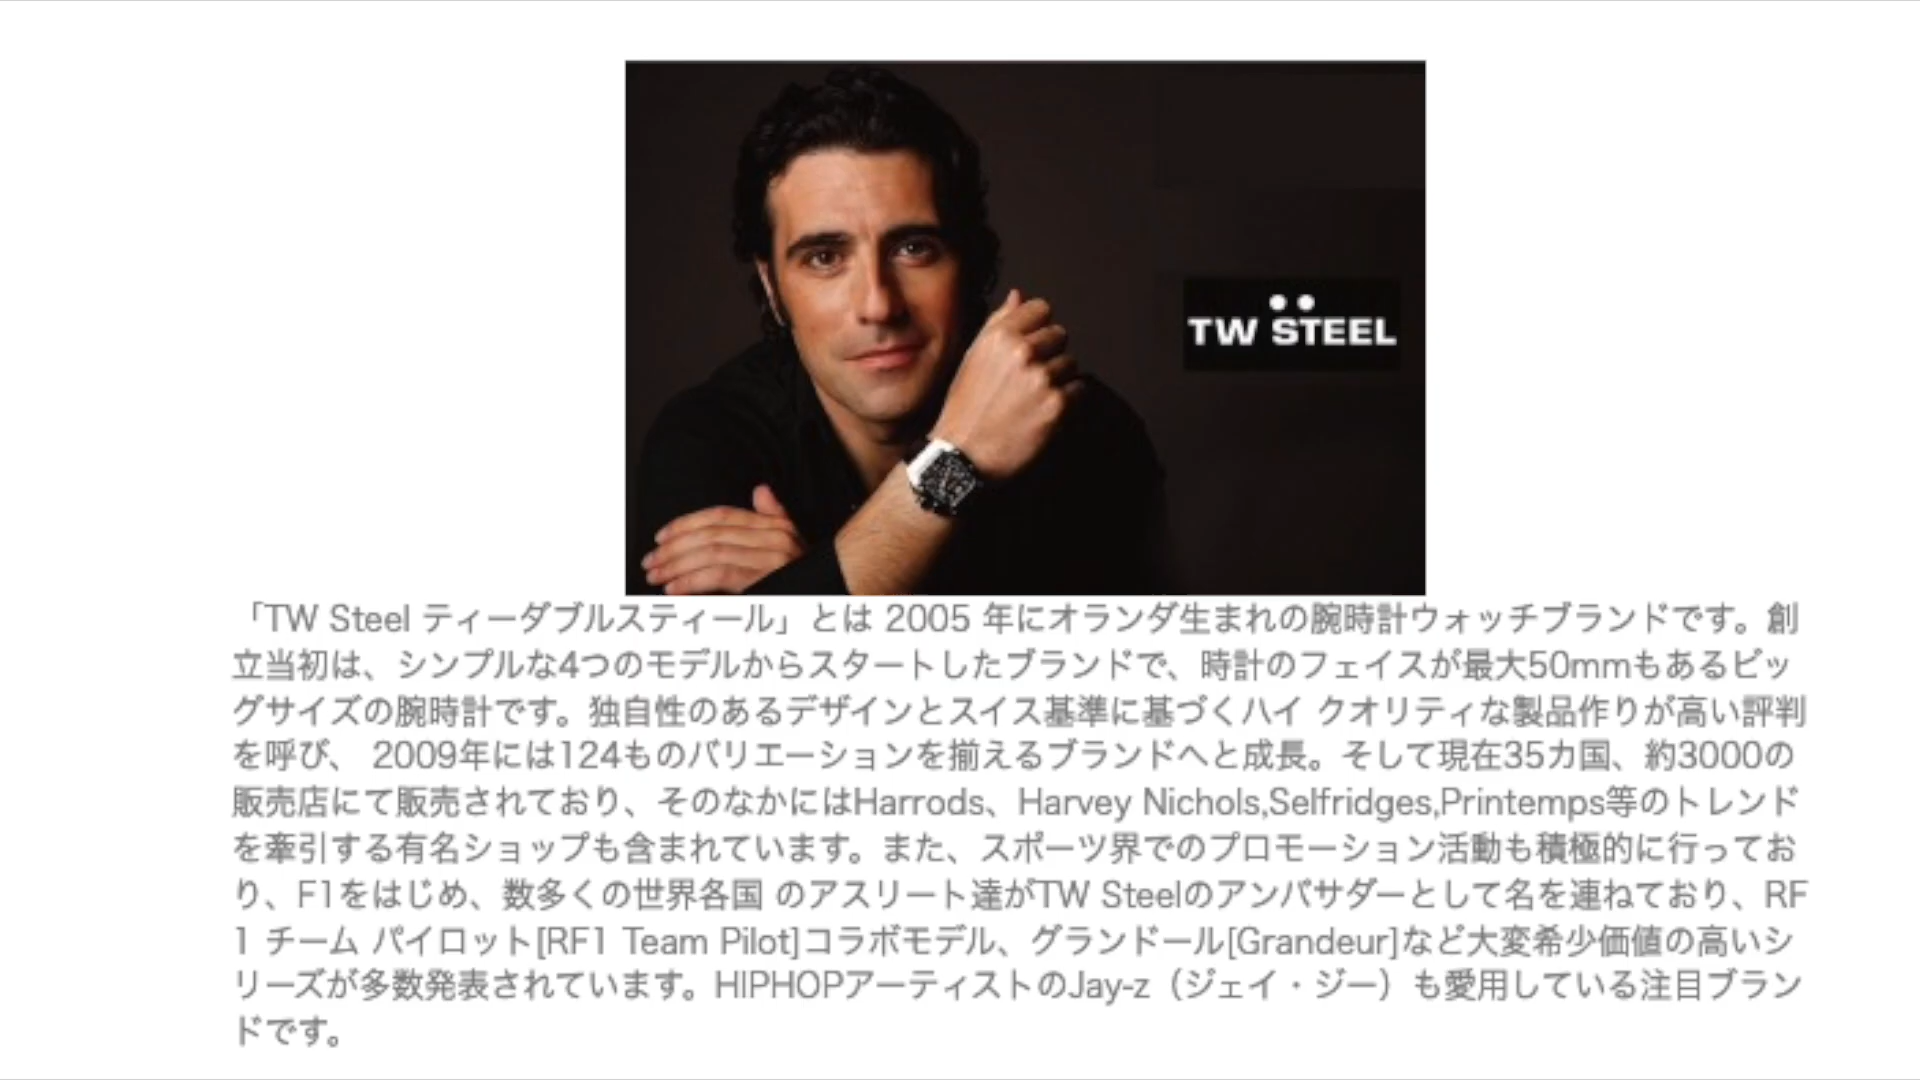 TW STEEL
「TW Steel ティーダブルスティール」とは 2005 年にオランダ生まれの腕時計ウォッチブランドです。創
立当初は、シンプルな4つのモデルからスタートしたブランドで、時計のフェイスが最大50mmもあるビッ
グサイズの腕時計です。独自性のあるデザインとスイス基準に基づくハイ クオリティな製品作りが高い評判
を呼び、 2009年には124ものバリエーションを揃えるブランドへと成長。そして現在35カ国、約3000の
販売店にて販売されており、そのなかにはHarrods、Harvey Nichols,Selfridges,Printemps等のトレンド
を牽引する有名ショップも含まれています。また、スポーツ界でのプロモーション活動も積極的に行ってお
り、F1をはじめ、数多くの世界各国 のアスリート達がTW Steelのアンバサダーとして名を連ねており、RF
1 チーム パイロット[RF1 Team Pilot]コラボモデル、グランドール[Grandeur]など大変希少価値の高いシ
リーズが多数発表されています。HIPHOPアーティストのJay-z（ジェイ・ジー）も愛用している注目ブラン
ドです。